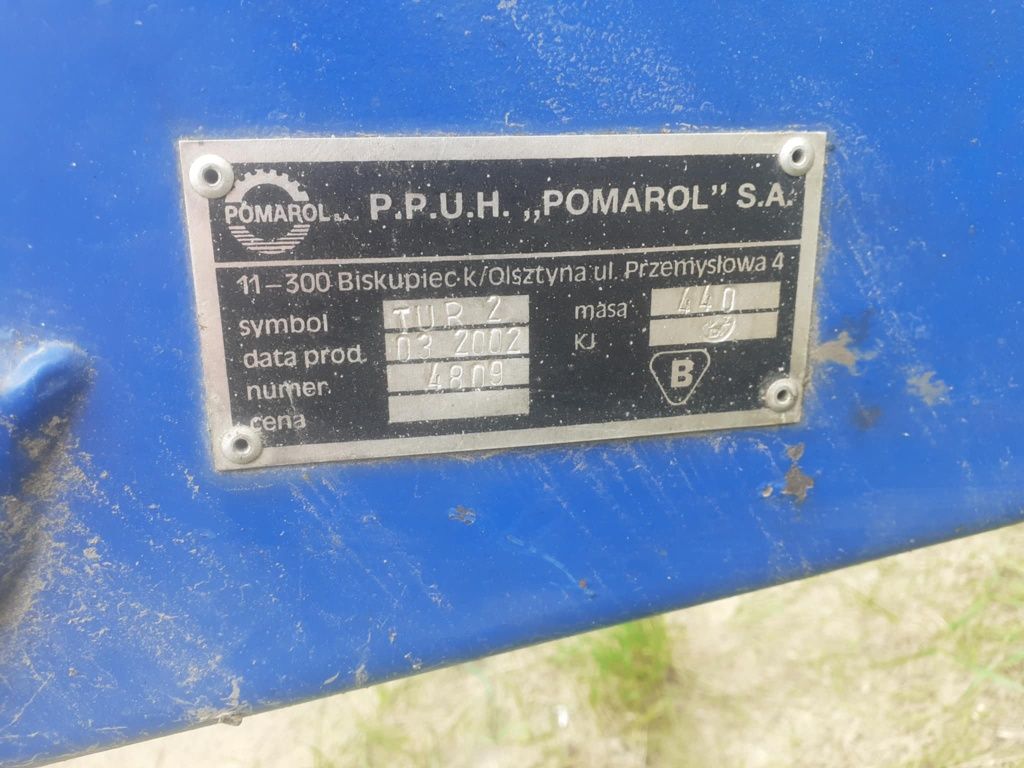 POMAROL S.A. P.P.U.H. „POMAROL" S.A.
11-300 Biskupiec k/Olsztyna ul. Przemysłowa 4
symbol TUR 2 masa 440
data prod. 03 2002 KJ
numer 4809 B
cena